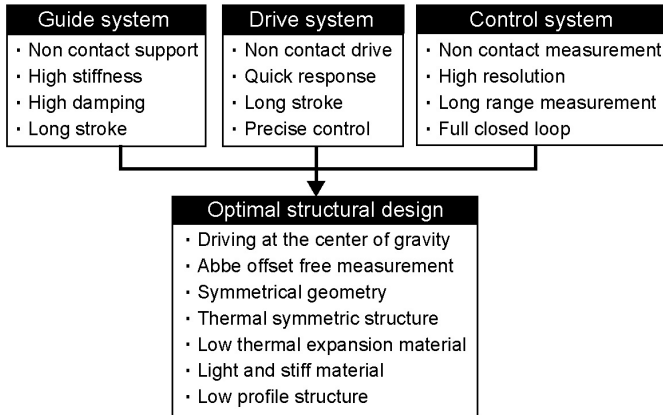 Guide system
· Non contact support
· High stiffness
· High damping
· Long stroke
Drive system
· Non contact drive
· Quick response
· Long stroke
· Precise control
Control system
· Non contact measurement
· High resolution
· Long range measurement
· Full closed loop
Optimal structural design
· Driving at the center of gravity
· Abbe offset free measurement
· Symmetrical geometry
· Thermal symmetric structure
· Low thermal expansion material
· Light and stiff material
· Low profile structure